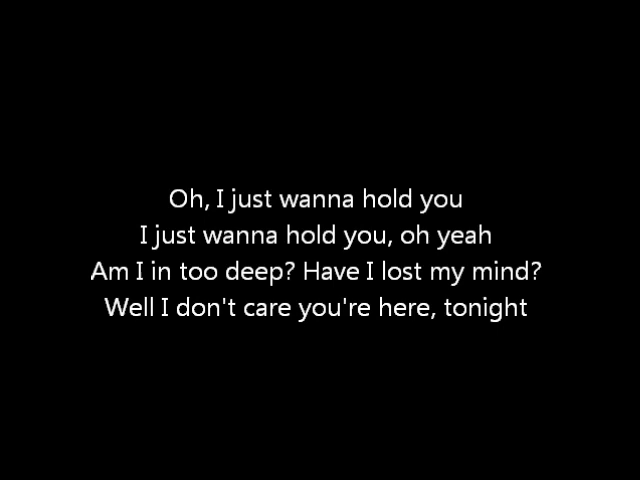 Oh, I just wanna hold you
I just wanna hold you, oh yeah
Am I in too deep? Have I lost my mind?
Well I don't care you're here, tonight